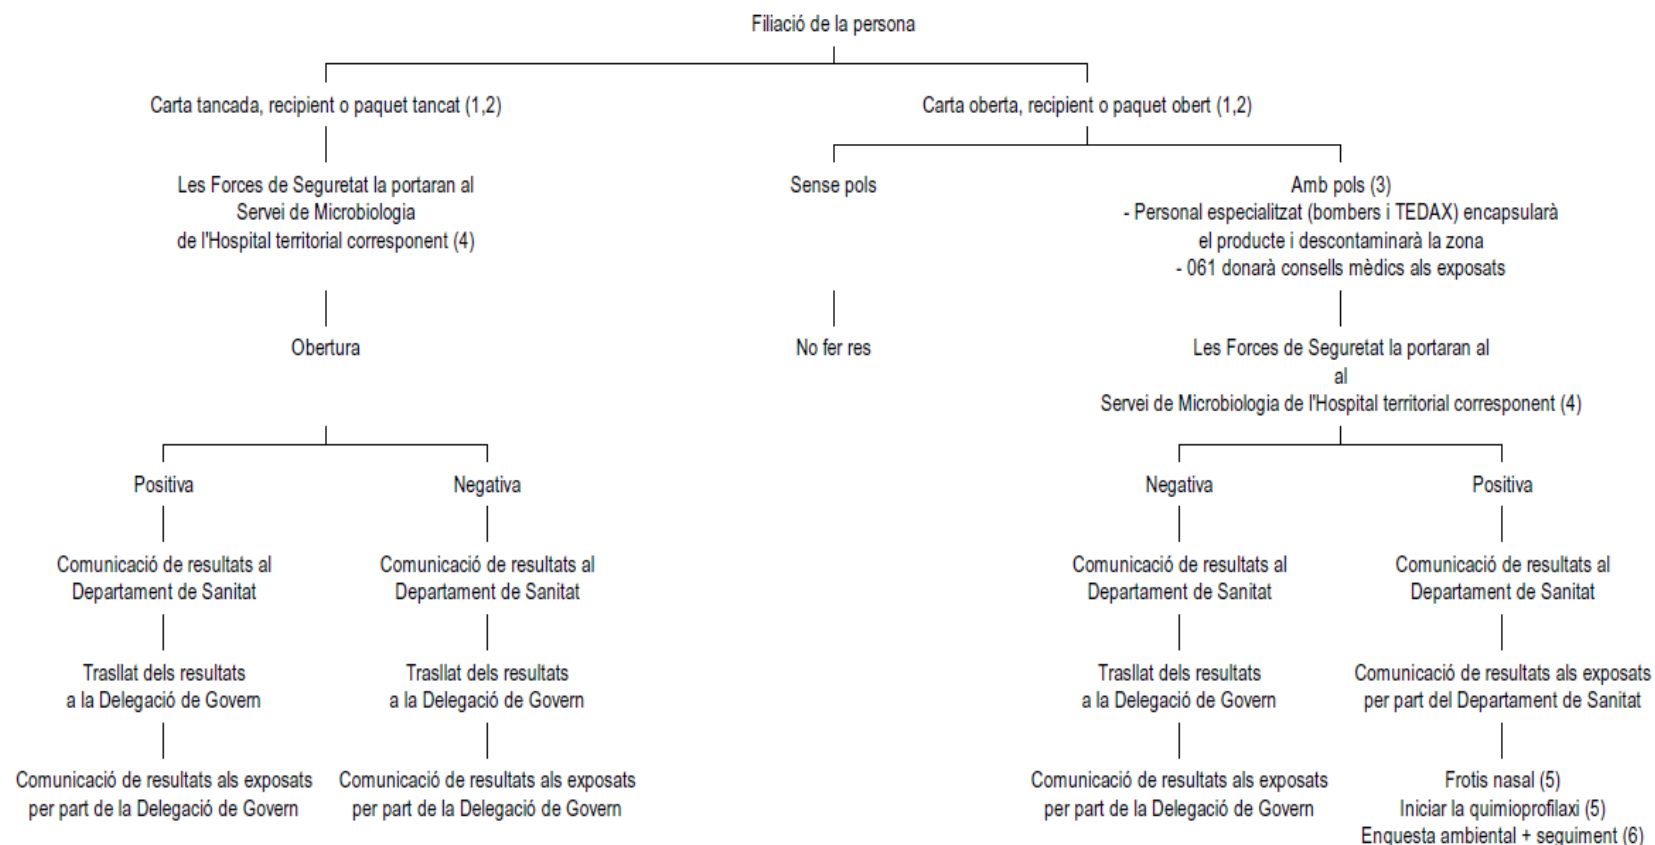 Filiació de la persona
Carta tancada, recipient o paquet tancat (1,2)
Carta oberta, recipient o paquet obert (1,2)
Les Forces de Seguretat la portaran al
Servei de Microbiologia
de l'Hospital territorial corresponent (4)
Sense pols
Amb pols (3)
- Personal especialitzat (bombers i TEDAX) encapsularà
el producte i descontaminarà la zona
- 061 donarà consells mèdics als exposats
Obertura
No fer res
Les Forces de Seguretat la portaran al
al
Servei de Microbiologia de l'Hospital territorial corresponent (4)
Positiva
Negativa
Negativa
Positiva
Comunicació de resultats al
Departament de Sanitat
Comunicació de resultats al
Departament de Sanitat
Comunicació de resultats al
Departament de Sanitat
Comunicació de resultats al
Departament de Sanitat
Trasllat dels resultats
a la Delegació de Govern
Trasllat dels resultats
a la Delegació de Govern
Trasllat dels resultats
a la Delegació de Govern
Comunicació de resultats als exposats
per part del Departament de Sanitat
Comunicació de resultats als exposats
per part de la Delegació de Govern
Comunicació de resultats als exposats
per part de la Delegació de Govern
Comunicació de resultats als exposats
per part de la Delegació de Govern
Frotis nasal (5)
Iniciar la quimioprofilaxi (5)
Enquesta ambiental + seguiment (6)